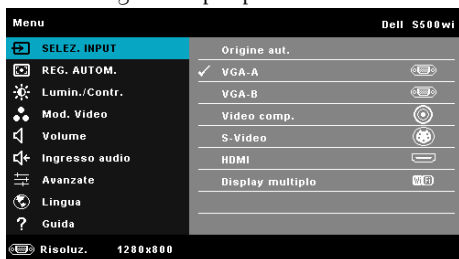 Menu Dell S500wi
SELEZ. INPUT
REG. AUTOM.
Lumin./Contr.
Mod. Video
Volume
Ingresso audio
Avanzate
Lingua
Guida
Origine aut.
VGA-A
VGA-B
Video comp.
S-Video
HDMI
Display multiplo WiFi
Risoluz. 1280x800